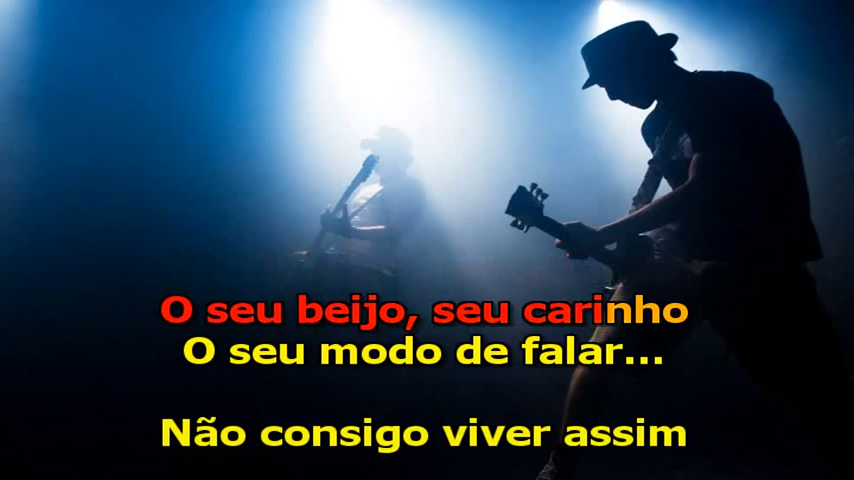 O seu beijo, seu carinho
O seu modo de falar...
Não consigo viver assim